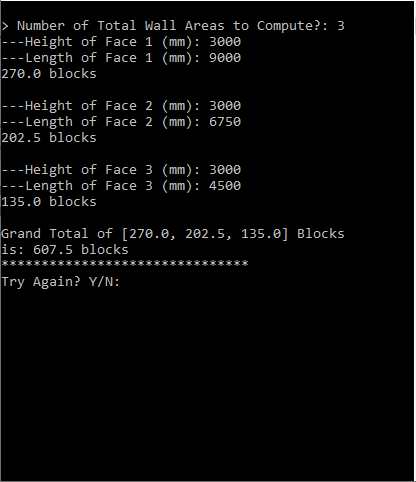 > Number of Total Wall Areas to Compute?: 3
---Height of Face 1 (mm): 3000
---Length of Face 1 (mm): 9000
270.0 blocks
---Height of Face 2 (mm): 3000
---Length of Face 2 (mm): 6750
202.5 blocks
---Height of Face 3 (mm): 3000
---Length of Face 3 (mm): 4500
135.0 blocks
Grand Total of [270.0, 202.5, 135.0] Blocks
is: 607.5 blocks
*******************************
Try Again? Y/N: